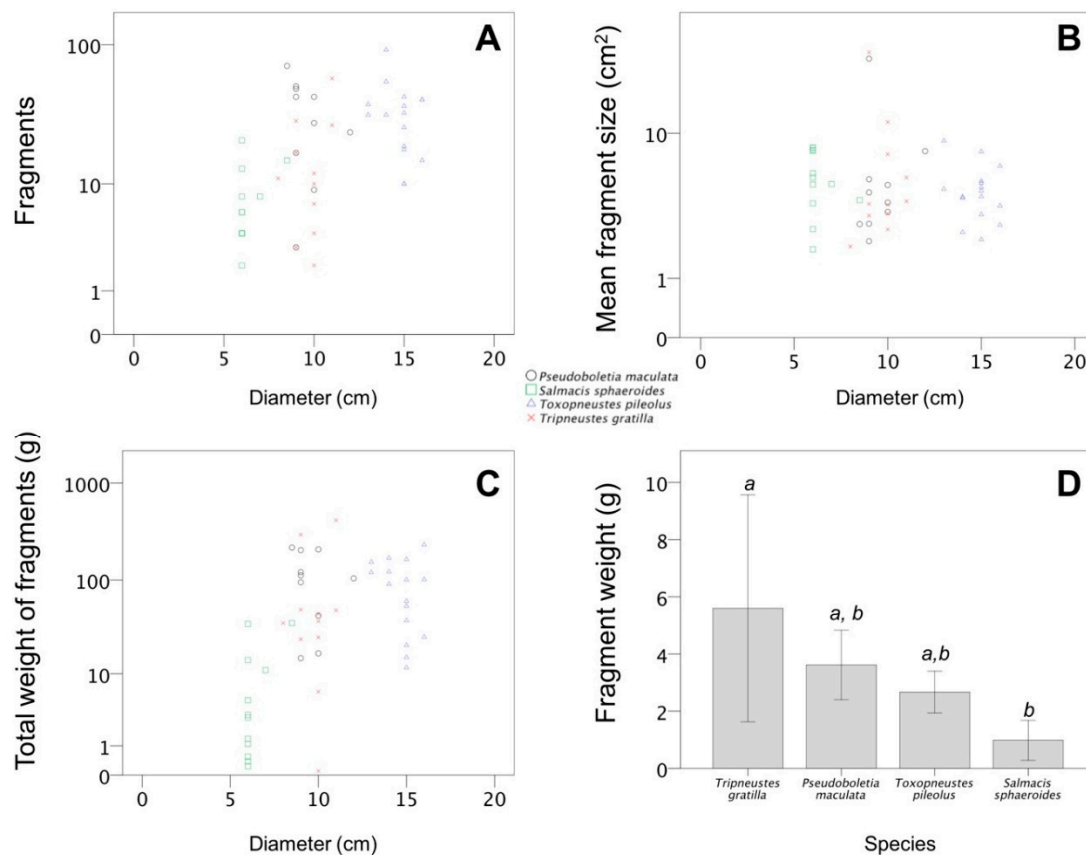 A
Fragments
100
10
1
0
0
5
10
15
20
Diameter (cm)
B
Mean fragment size (cm²)
10
1
0
0
5
10
15
20
Diameter (cm)
Pseudoboletia maculata
Salmacis sphaeroides
Toxopneustes pileolus
Tripneustes gratilla
C
Total weight of fragments (g)
1000
100
10
1
0
0
5
10
15
20
Diameter (cm)
D
Fragment weight (g)
10
8
6
4
2
0
a
a, b
a,b
b
Tripneustes
gratilla
Pseudoboletia
maculata
Toxopneustes
pileolus
Salmacis
sphaeroides
Species